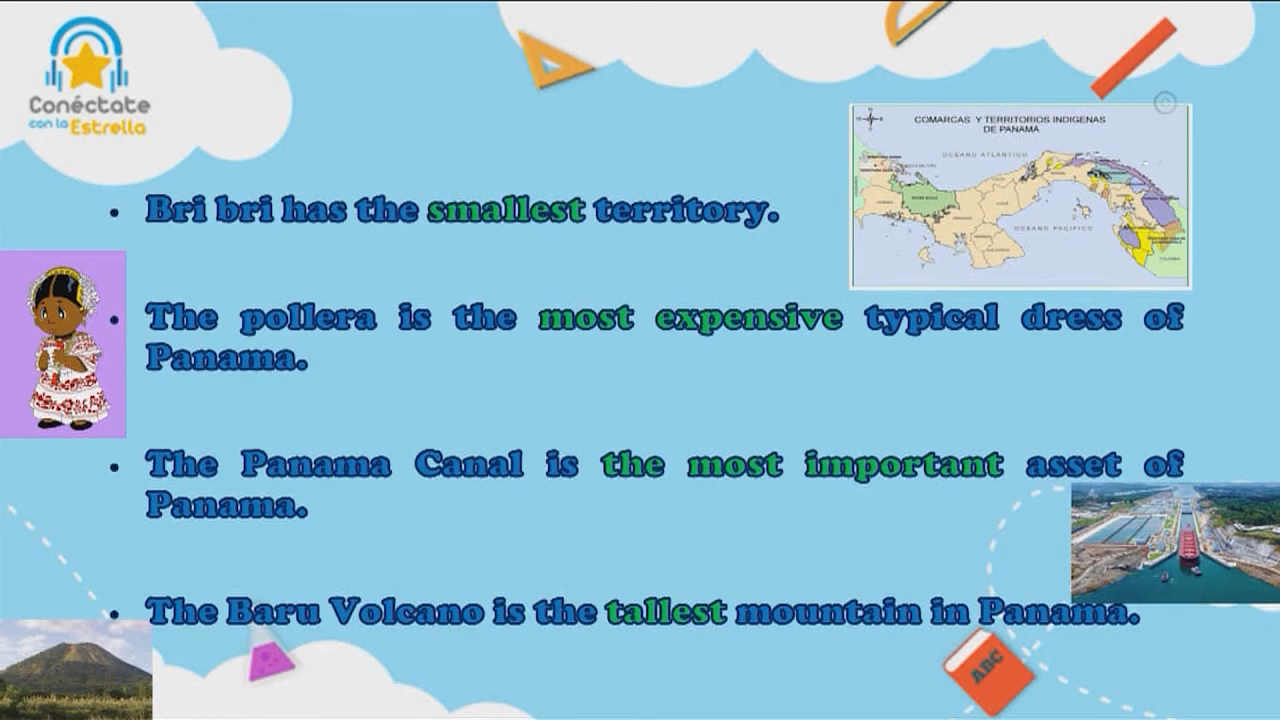 Conéctate
con la Estrella
COMARCAS Y TERRITORIOS INDIGENAS
DE PANAMÁ
OCEANO ATLANTICO
OCEANO PACIFICO
• Bri bri has the smallest territory.
• The pollera is the most expensive typical dress of
Panama.
• The Panama Canal is the most important asset of
Panama.
• The Baru Volcano is the tallest mountain in Panama.
ABC